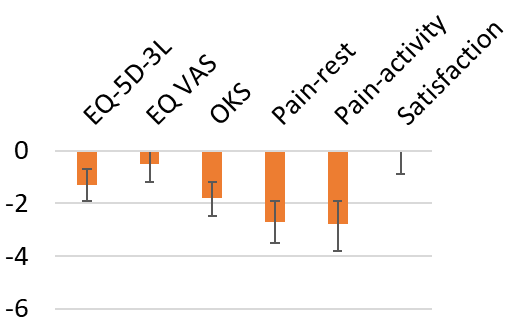 EQ-5D-3L
EQ VAS
OKS
Pain-rest
Pain-activity
Satisfaction
0
-2
-4
-6